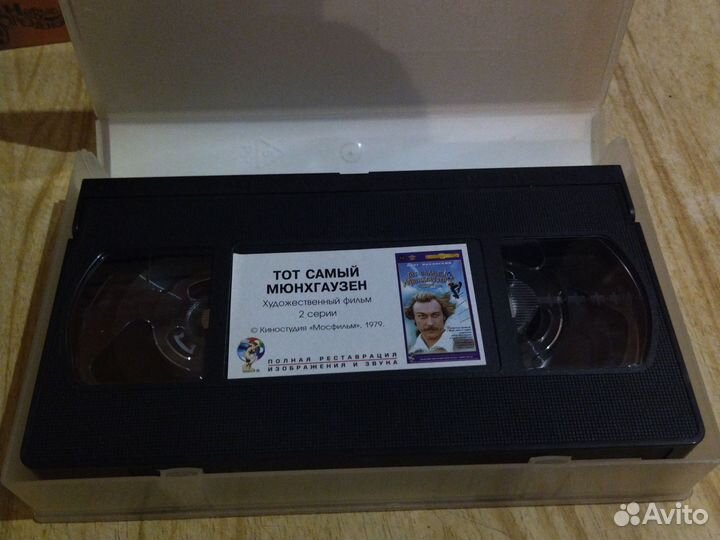 ТОТ САМЫЙ
МЮНХГАУЗЕН
Художественный фильм
2 серии
© Киностудия «Мосфильм», 1979.
ПОЛНАЯ РЕСТАВРАЦИЯ
ИЗОБРАЖЕНИЯ И ЗВУКА
Avito